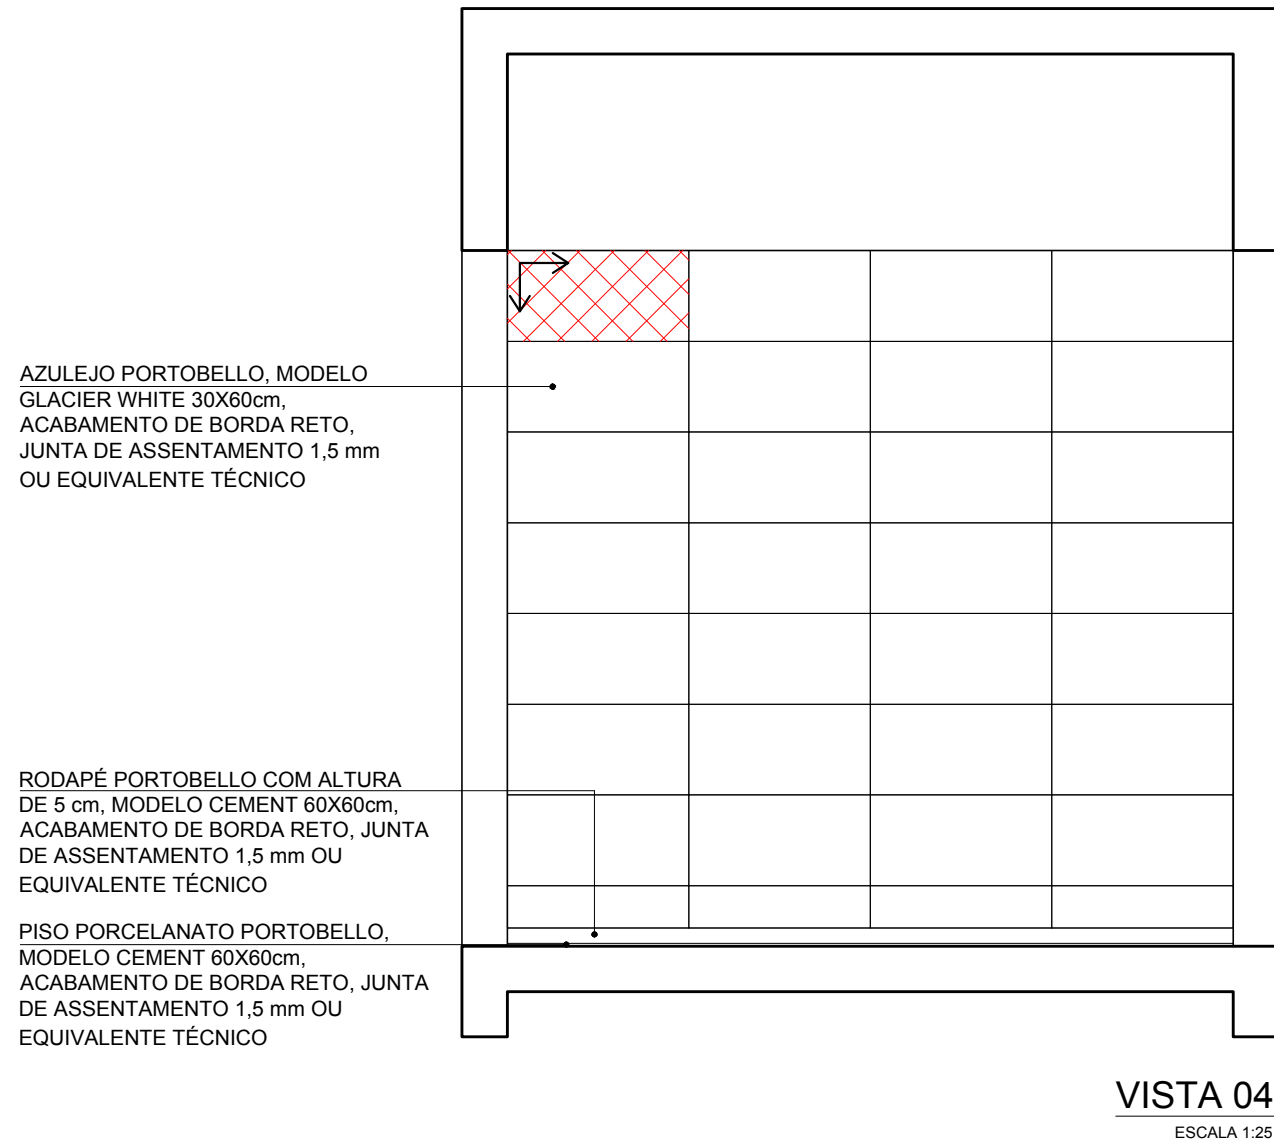 AZULEJO PORTOBELLO, MODELO
GLACIER WHITE 30X60cm,
ACABAMENTO DE BORDA RETO,
JUNTA DE ASSENTAMENTO 1,5 mm
OU EQUIVALENTE TÉCNICO
RODAPÉ PORTOBELLO COM ALTURA
DE 5 cm, MODELO CEMENT 60X60cm,
ACABAMENTO DE BORDA RETO, JUNTA
DE ASSENTAMENTO 1,5 mm OU
EQUIVALENTE TÉCNICO
PISO PORCELANATO PORTOBELLO,
MODELO CEMENT 60X60cm,
ACABAMENTO DE BORDA RETO, JUNTA
DE ASSENTAMENTO 1,5 mm OU
EQUIVALENTE TÉCNICO
VISTA 04
ESCALA 1:25